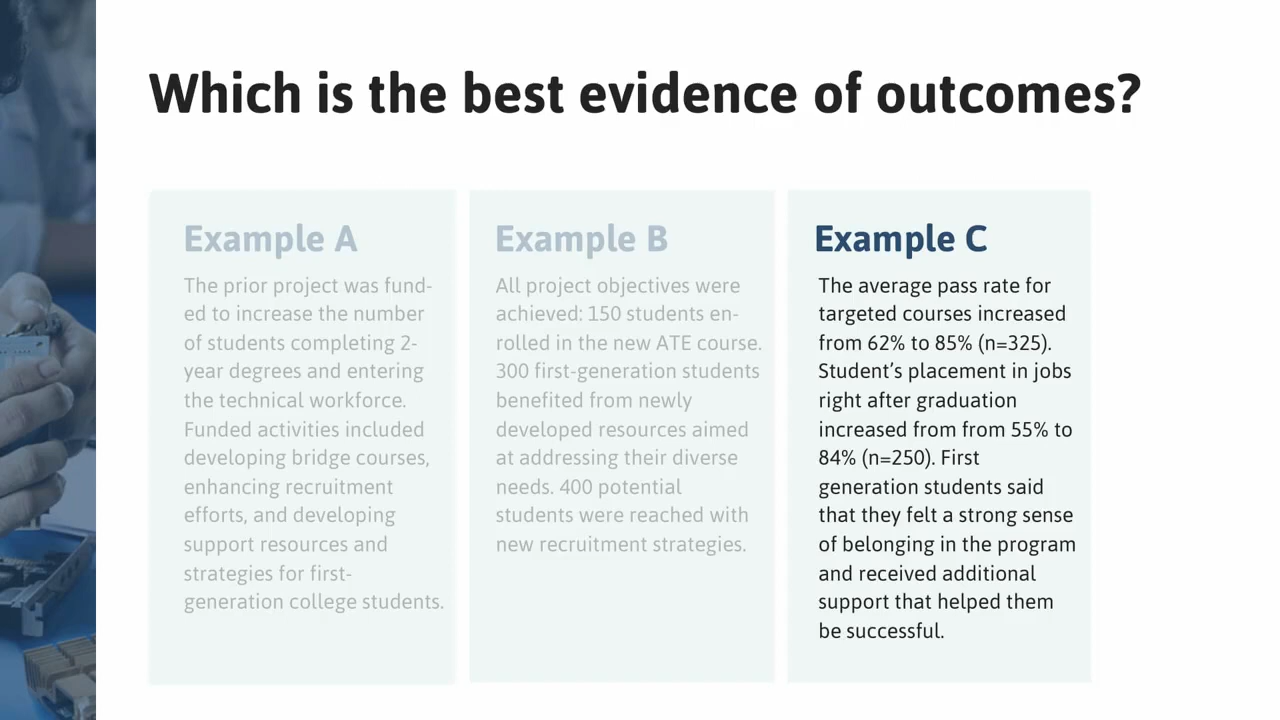 Which is the best evidence of outcomes?
Example A
The prior project was fund-
ed to increase the number
of students completing 2-
year degrees and entering
the technical workforce.
Funded activities included
developing bridge courses,
enhancing recruitment
efforts, and developing
support resources and
strategies for first-
generation college students.
Example B
All project objectives were
achieved: 150 students en-
rolled in the new ATE course.
300 first-generation students
benefited from newly
developed resources aimed
at addressing their diverse
needs. 400 potential
students were reached with
new recruitment strategies.
Example C
The average pass rate for
targeted courses increased
from 62% to 85% (n=325).
Student’s placement in jobs
right after graduation
increased from from 55% to
84% (n=250). First
generation students said
that they felt a strong sense
of belonging in the program
and received additional
support that helped them
be successful.